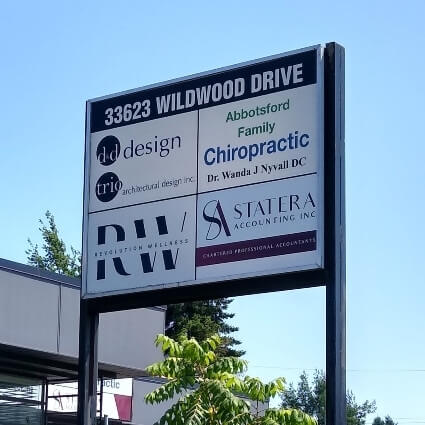 33623 WILDWOOD DRIVE
d+d design
trio architectural design inc.
Abbotsford
Family
Chiropractic
Dr. Wanda J Nyvall DC
RW
REVOLUTION WELLNESS
SA STATERA
ACCOUNTING INC
CHARTERED PROFESSIONAL ACCOUNTANTS